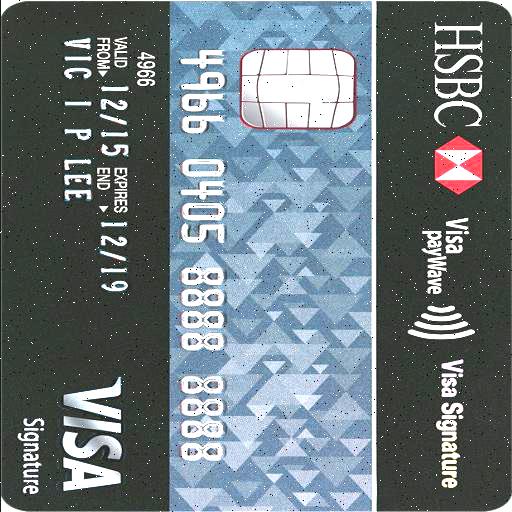 HSBC
Visa payWave
Visa Signature
4966 0405 8888 8888
4966
VALID FROM▸ 12/15 EXPIRES END ▸ 12/19
VIC I P LEE
VISA
Signature